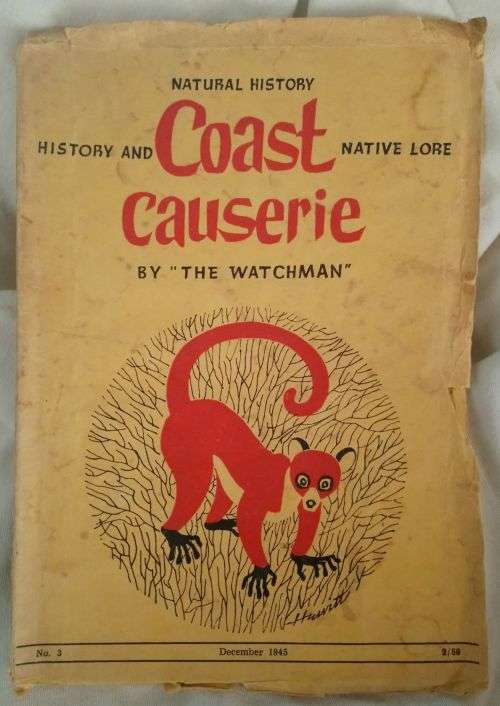 NATURAL HISTORY
HISTORY AND Coast NATIVE LORE
causerie
BY "THE WATCHMAN"
Hewitt
No. 3 December 1945 2/50